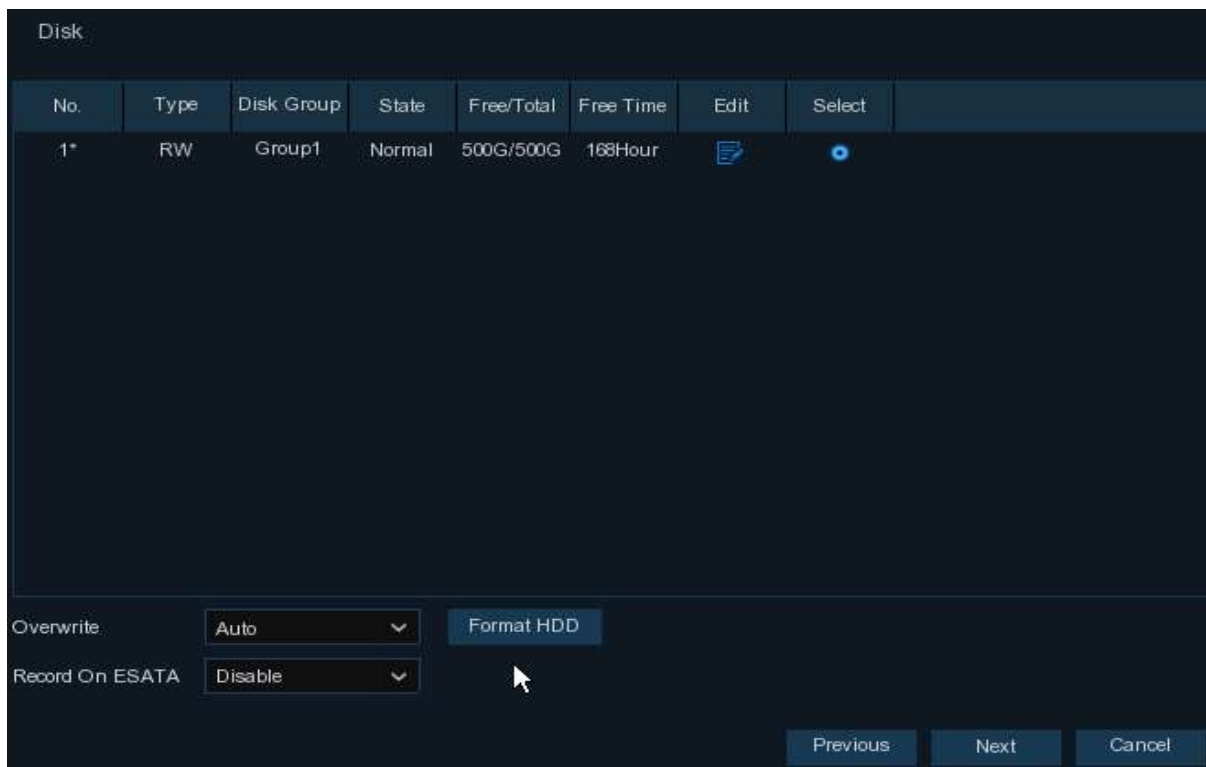 Disk
No. Type Disk Group State Free/Total Free Time Edit Select
1* RW Group1 Normal 500G/500G 168Hour
Overwrite Auto Format HDD
Record On ESATA Disable
Previous Next Cancel